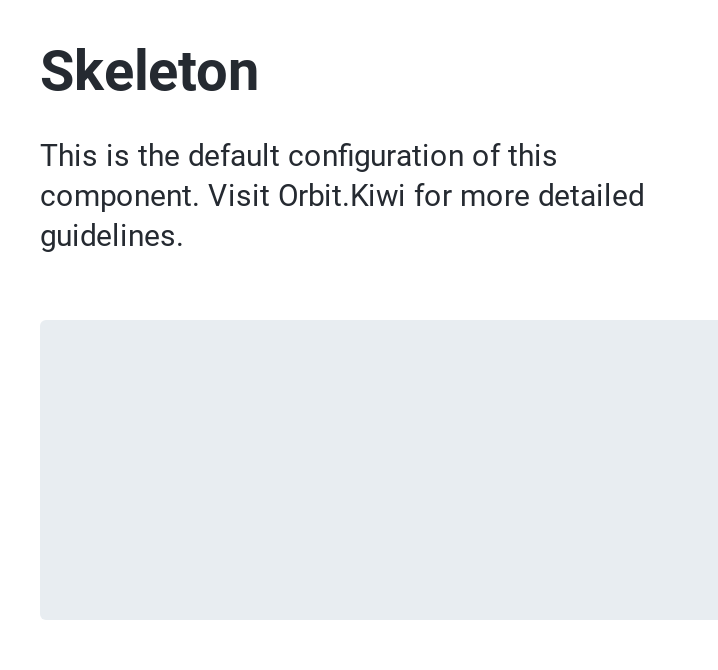 Skeleton
This is the default configuration of this
component. Visit Orbit.Kiwi for more detailed
guidelines.